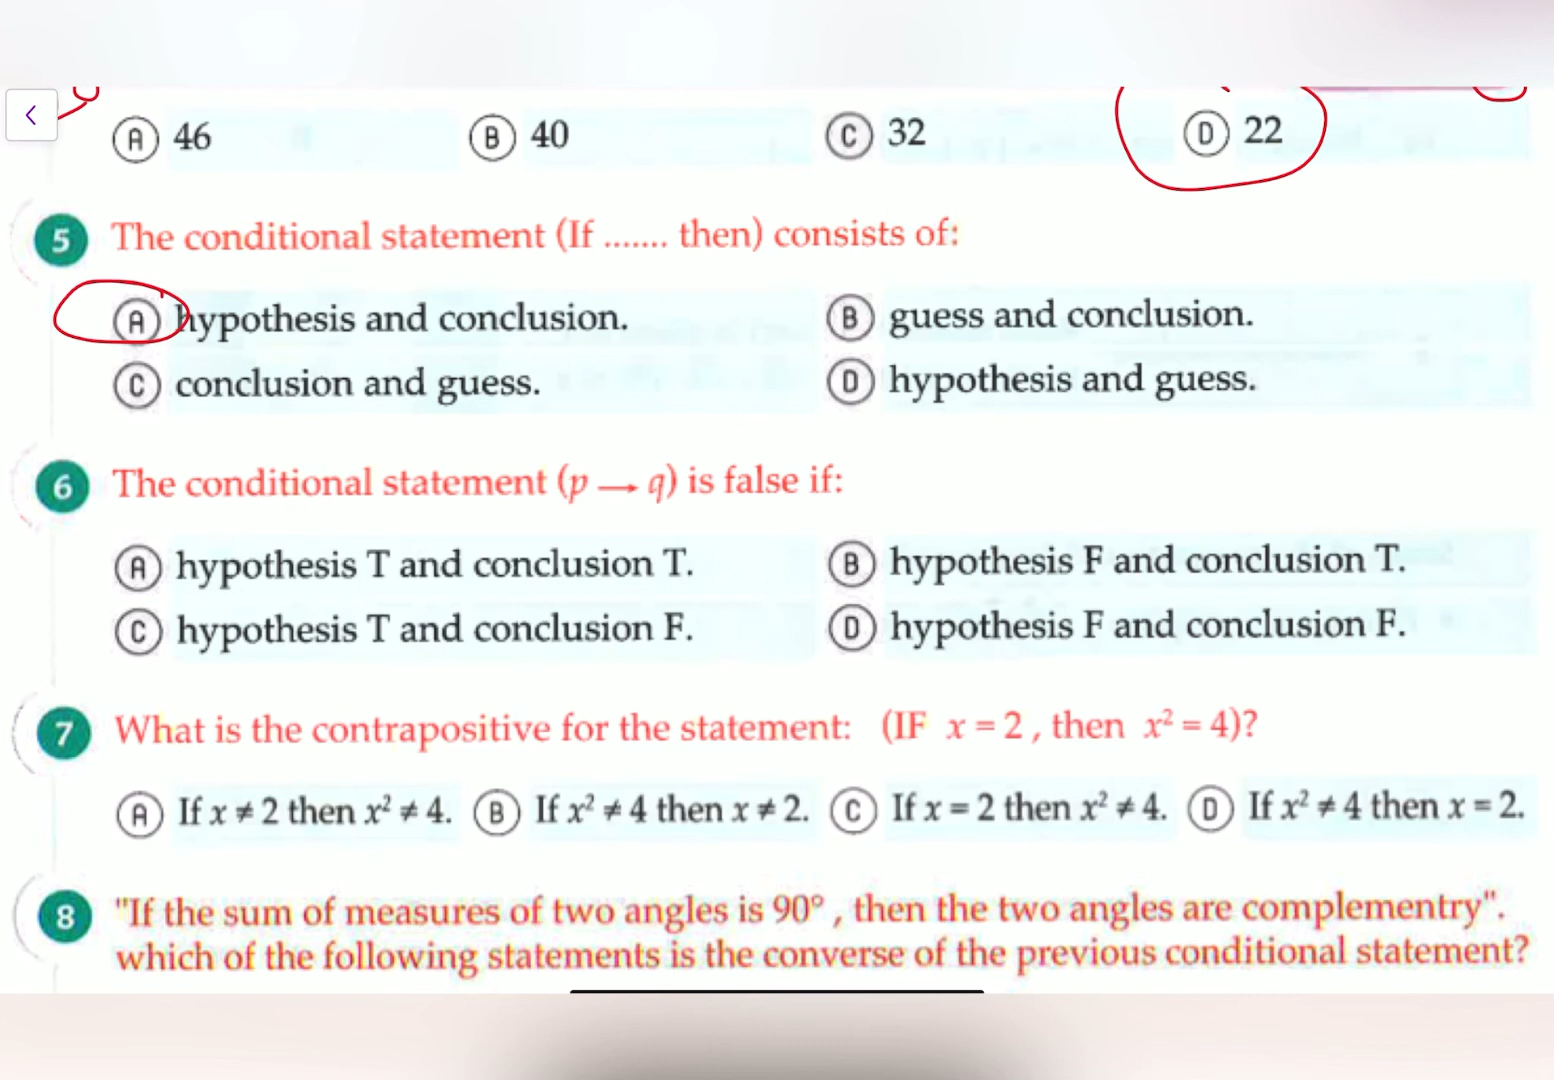 A 46 B 40 C 32 D 22
5 The conditional statement (If ....... then) consists of:
A hypothesis and conclusion. B guess and conclusion.
C conclusion and guess. D hypothesis and guess.
6 The conditional statement (p → q) is false if:
A hypothesis T and conclusion T. B hypothesis F and conclusion T.
C hypothesis T and conclusion F. D hypothesis F and conclusion F.
7 What is the contrapositive for the statement: (IF x = 2 , then x² = 4)?
A If x ≠ 2 then x² ≠ 4. B If x² ≠ 4 then x ≠ 2. C If x = 2 then x² ≠ 4. D If x² ≠ 4 then x = 2.
8 "If the sum of measures of two angles is 90° , then the two angles are complementry".
which of the following statements is the converse of the previous conditional statement?